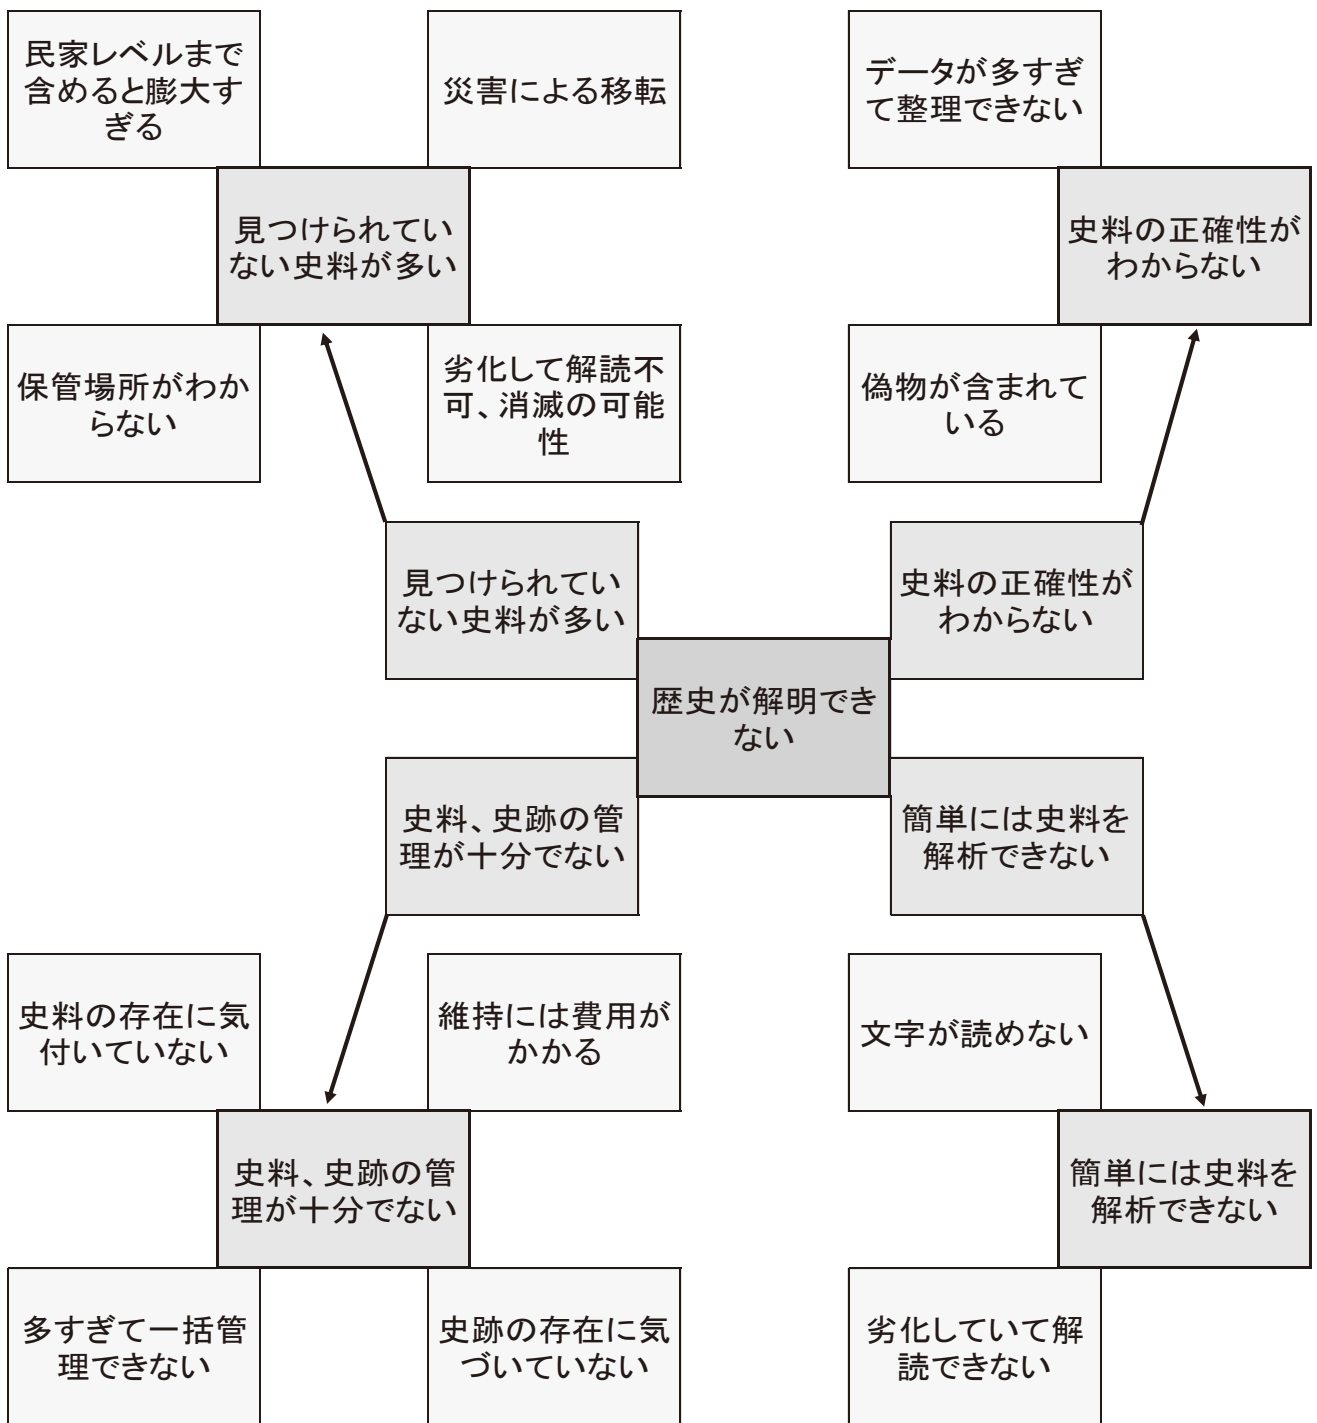 民家レベルまで
含めると膨大す
ぎる
災害による移転
データが多すぎ
て整理できない
見つけられてい
ない史料が多い
史料の正確性が
わからない
保管場所がわか
らない
劣化して解読不
可、消滅の可能
性
偽物が含まれて
いる
見つけられてい
ない史料が多い
史料の正確性が
わからない
歴史が解明でき
ない
史料、史跡の管
理が十分でない
簡単には史料を
解析できない
史料の存在に気
付いていない
維持には費用が
かかる
文字が読めない
史料、史跡の管
理が十分でない
簡単には史料を
解析できない
多すぎて一括管
理できない
史跡の存在に気
づいていない
劣化していて解
読できない